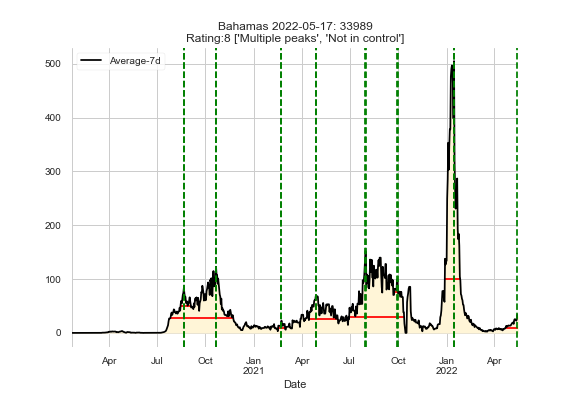 Bahamas 2022-05-17: 33989
Rating:8 ['Multiple peaks', 'Not in control']
Average-7d
500
400
300
200
100
0
Apr
Jul
Oct
Jan
2021
Apr
Jul
Oct
Jan
2022
Apr
Date